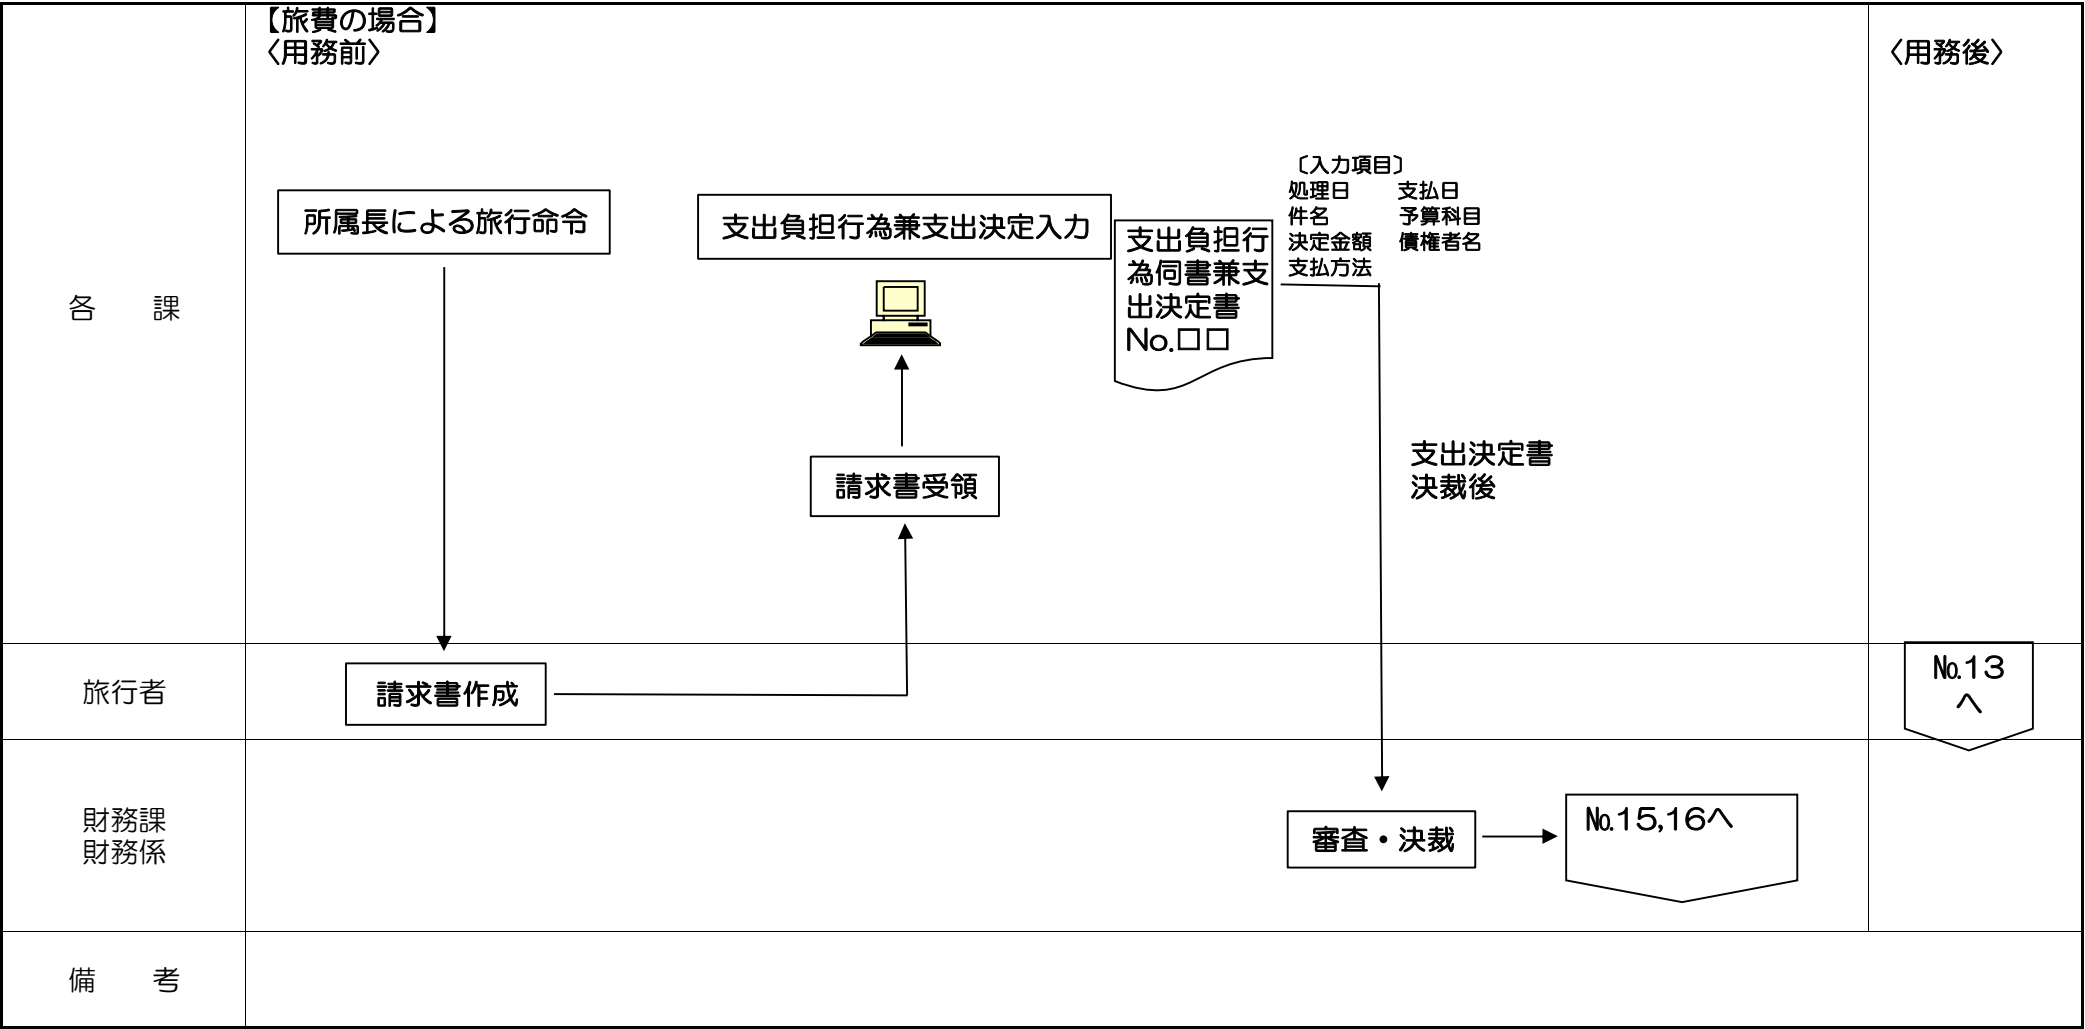 【旅費の場合】
〈用務前〉
〈用務後〉
各　　課
所属長による旅行命令
支出負担行為兼支出決定入力
支出負担行
為伺書兼支
出決定書
No.□□
〔入力項目〕
処理日　　支払日
件名　　　予算科目
決定金額　債権者名
支払方法
請求書受領
支出決定書
決裁後
旅行者
請求書作成
№13
へ
財務課
財務係
審査・決裁
№15,16へ
備　　考